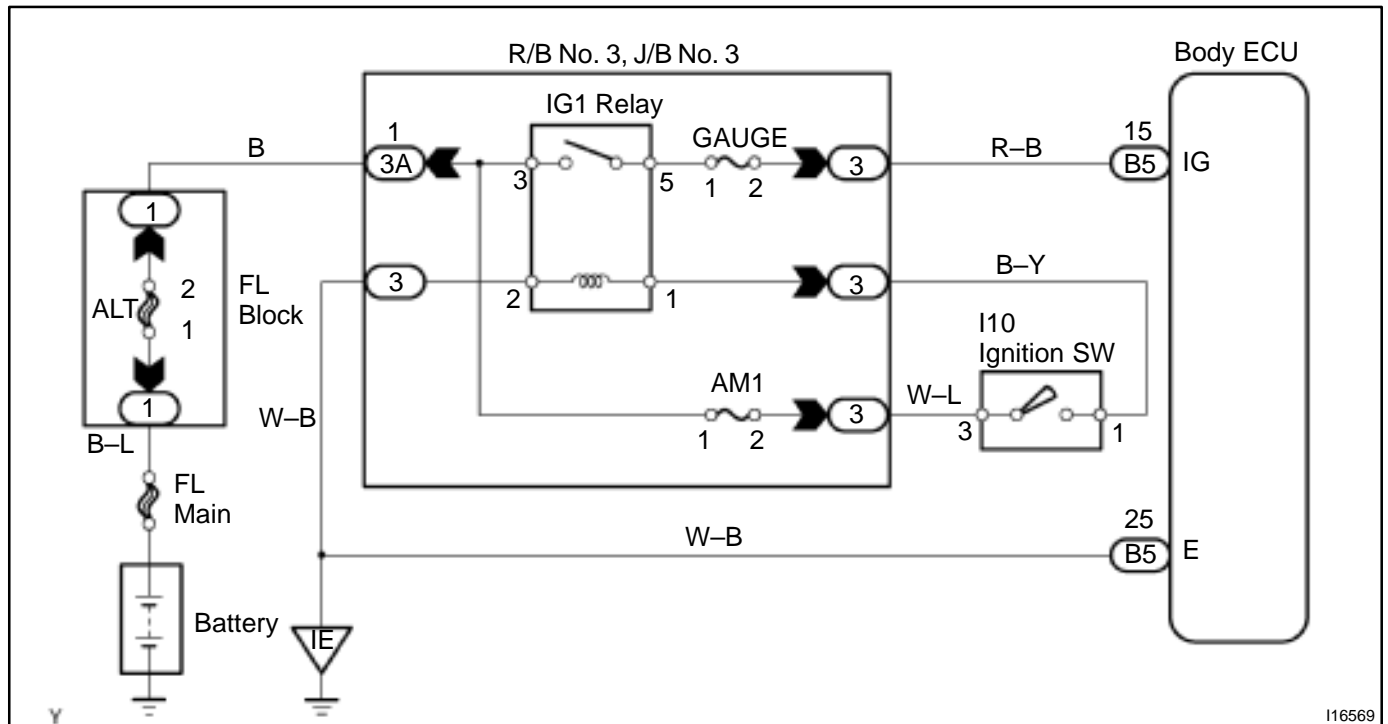 R/B No. 3, J/B No. 3
Body ECU
IG1 Relay
B
1
3A
3
5
GAUGE
1 2
3
R–B
15
B5
IG
1
ALT
2
1
FL
Block
1
3
2
1
3
B–Y
I10
Ignition SW
AM1
1 2
3
W–L
3
1
W–B
B–L
FL
Main
W–B
25
B5
E
Battery
IE
Y
I16569